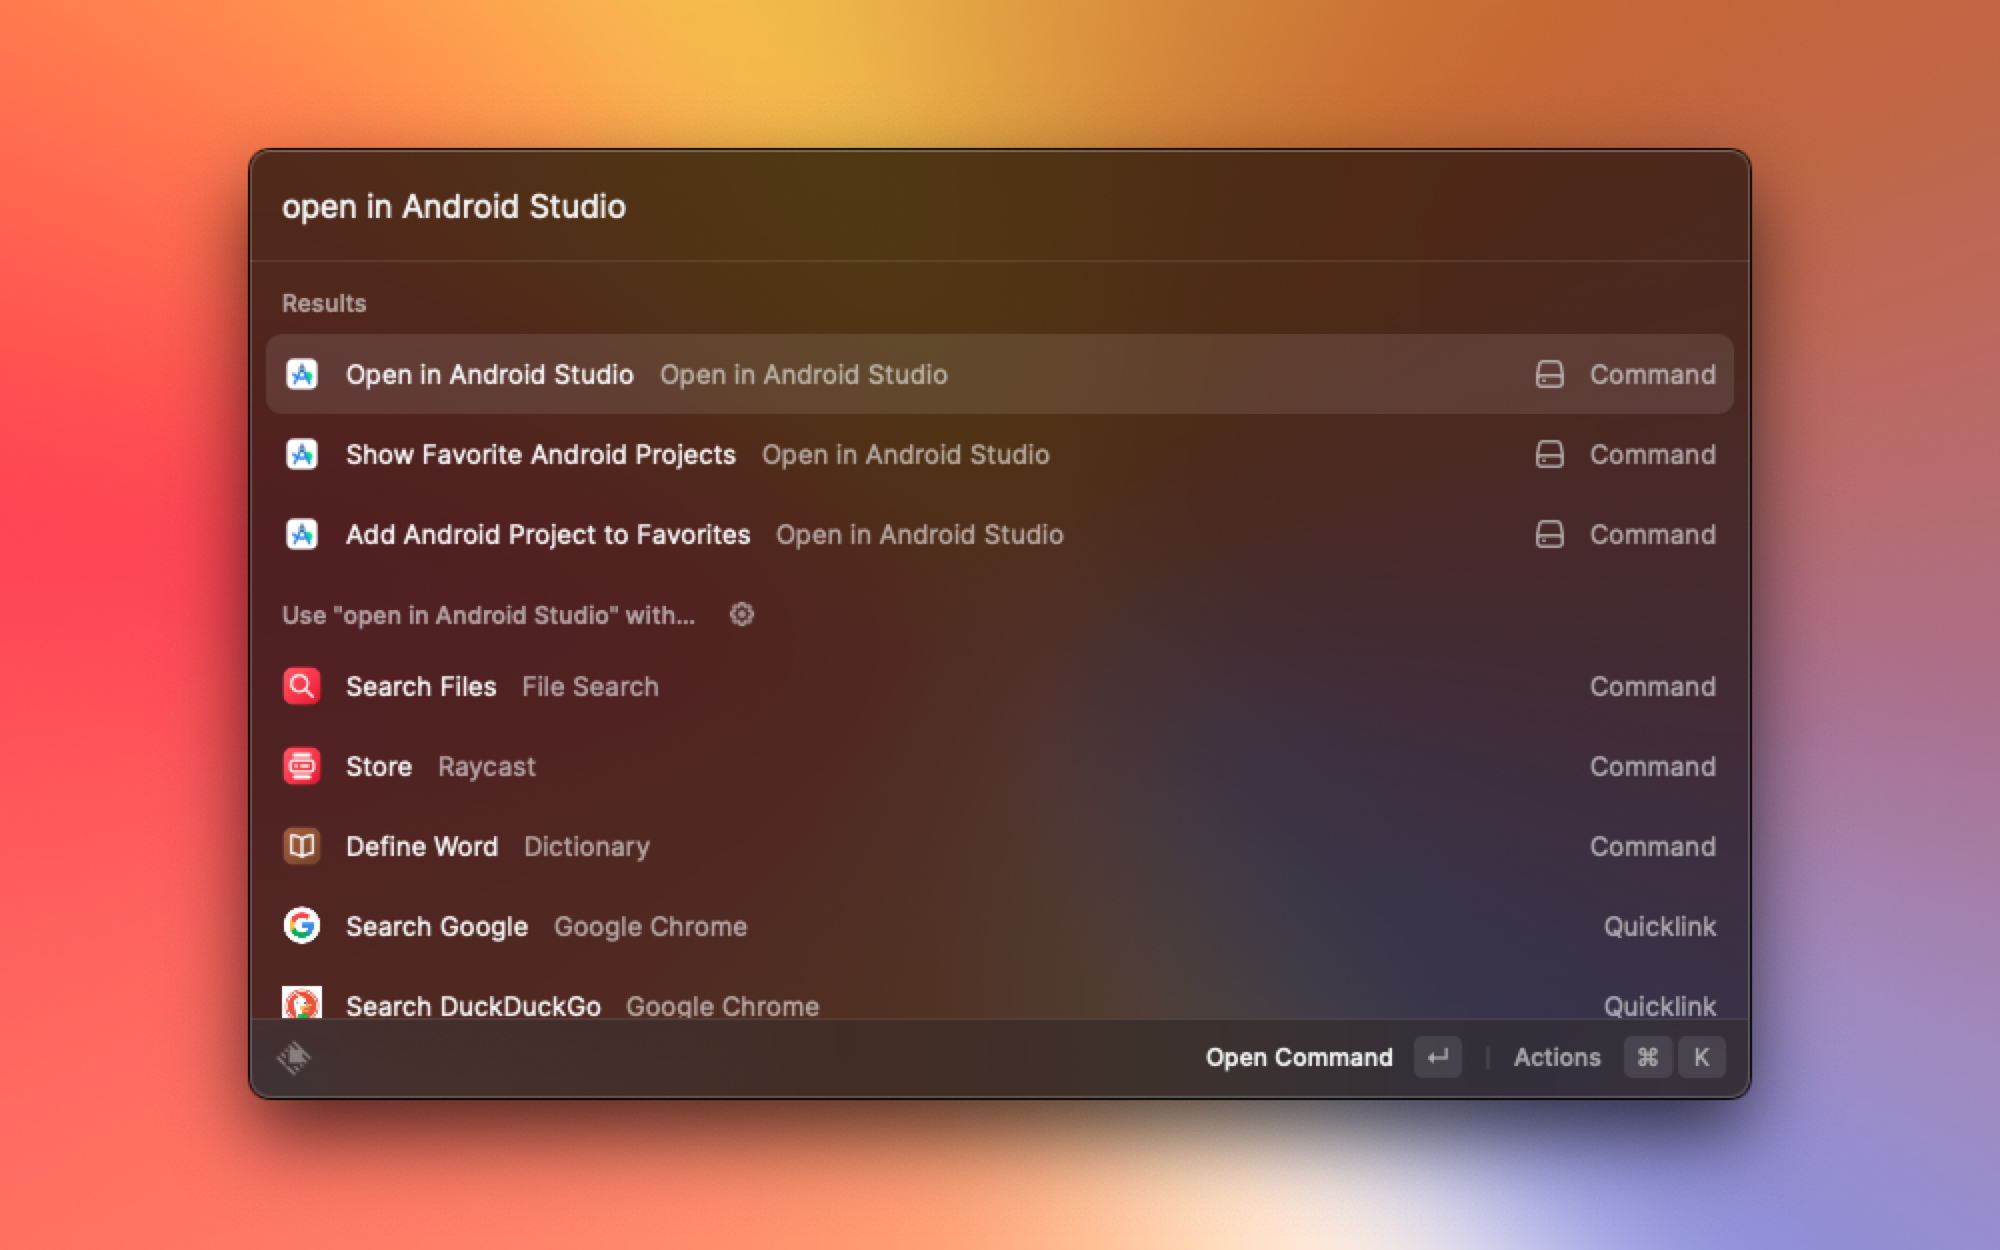 open in Android Studio
Results
Open in Android Studio Open in Android Studio Command
Show Favorite Android Projects Open in Android Studio Command
Add Android Project to Favorites Open in Android Studio Command
Use "open in Android Studio" with...
Search Files File Search Command
Store Raycast Command
Define Word Dictionary Command
Search Google Google Chrome Quicklink
Search DuckDuckGo Google Chrome Quicklink
Open Command ↵ | Actions ⌘ K